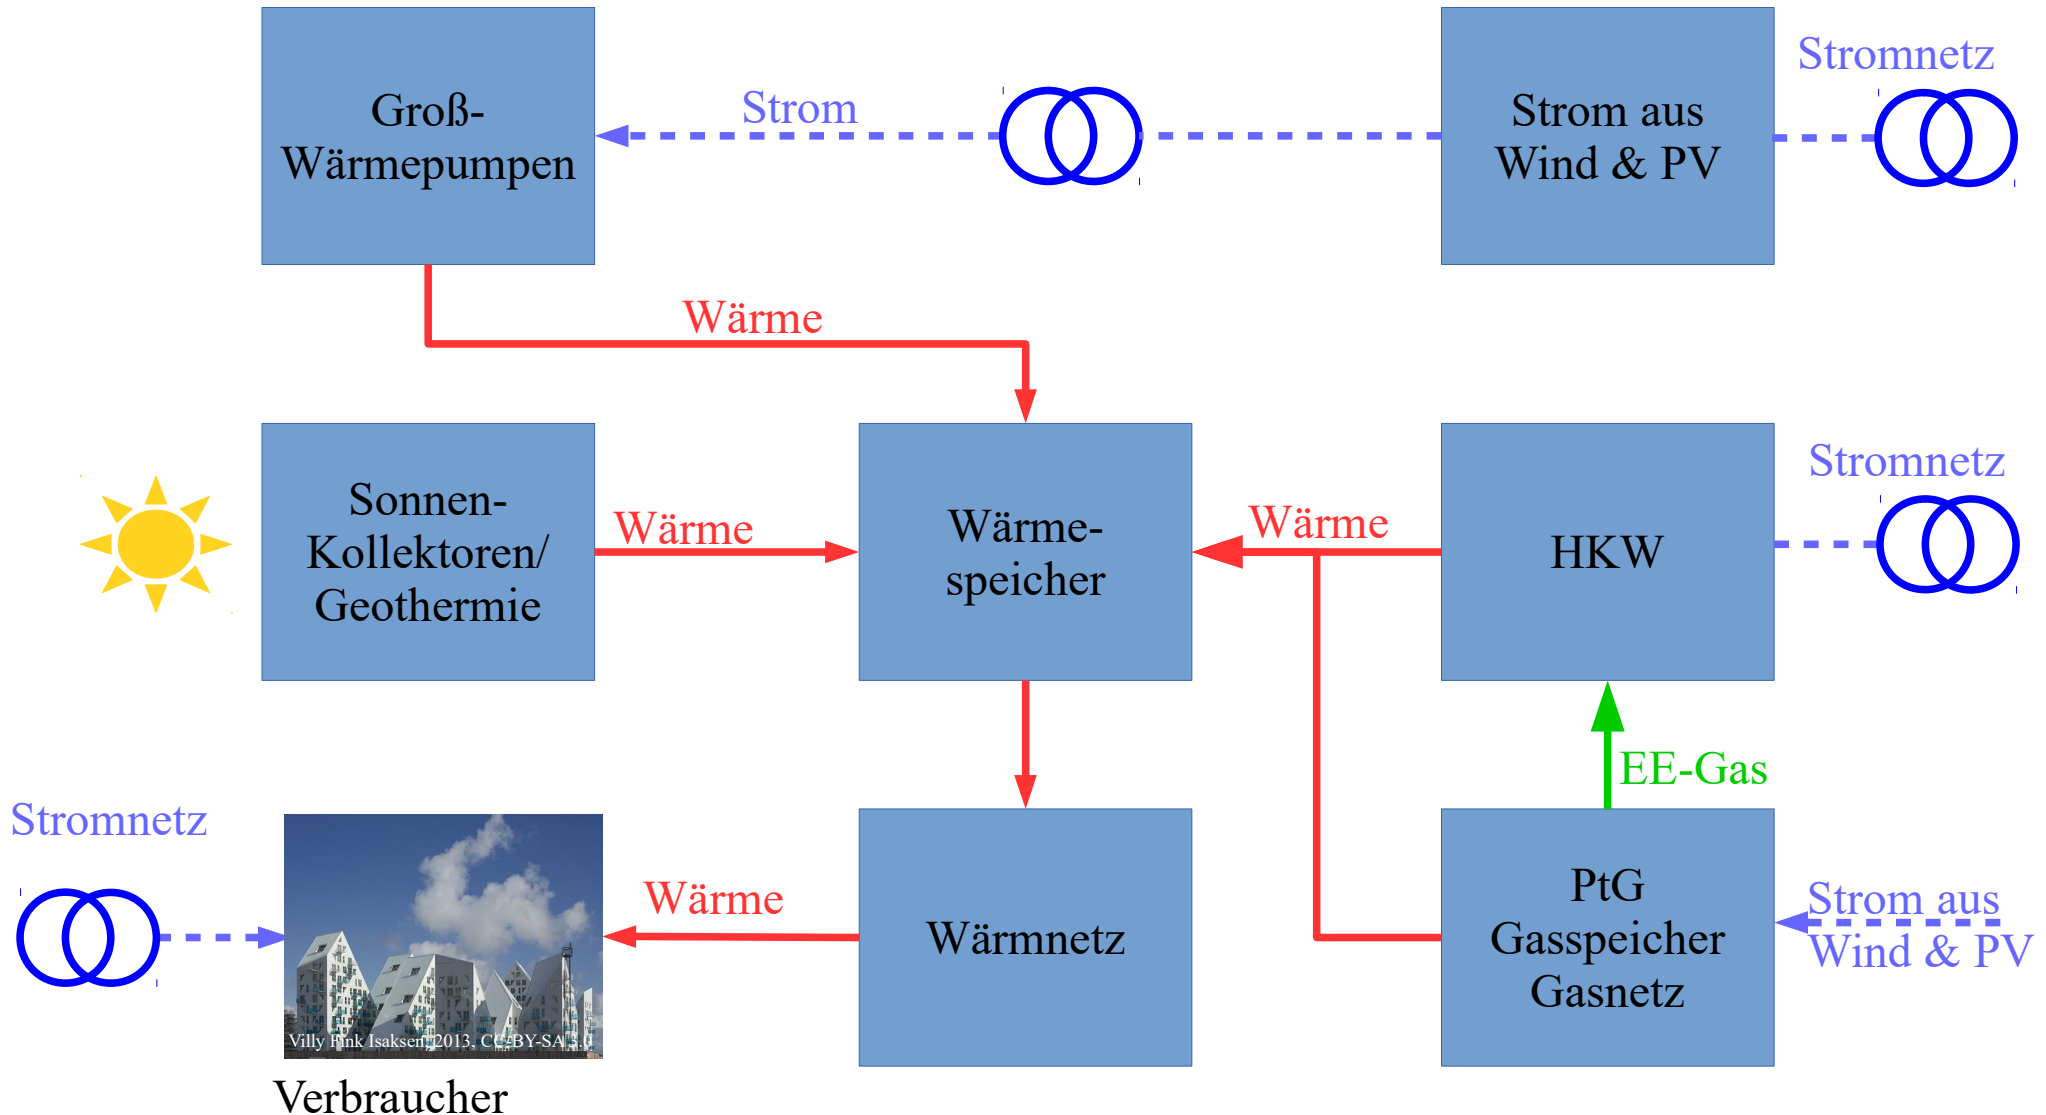 Groß-
Wärmepumpen
Strom
Strom aus
Wind & PV
Stromnetz
Wärme
Sonnen-
Kollektoren/
Geothermie
Wärme
Wärme-
speicher
Wärme
HKW
Stromnetz
EE-Gas
Stromnetz
Villy Fink Isaksen, 2013, CC-BY-SA 3.0
Verbraucher
Wärme
Wärmnetz
PtG
Gasspeicher
Gasnetz
Strom aus
Wind & PV